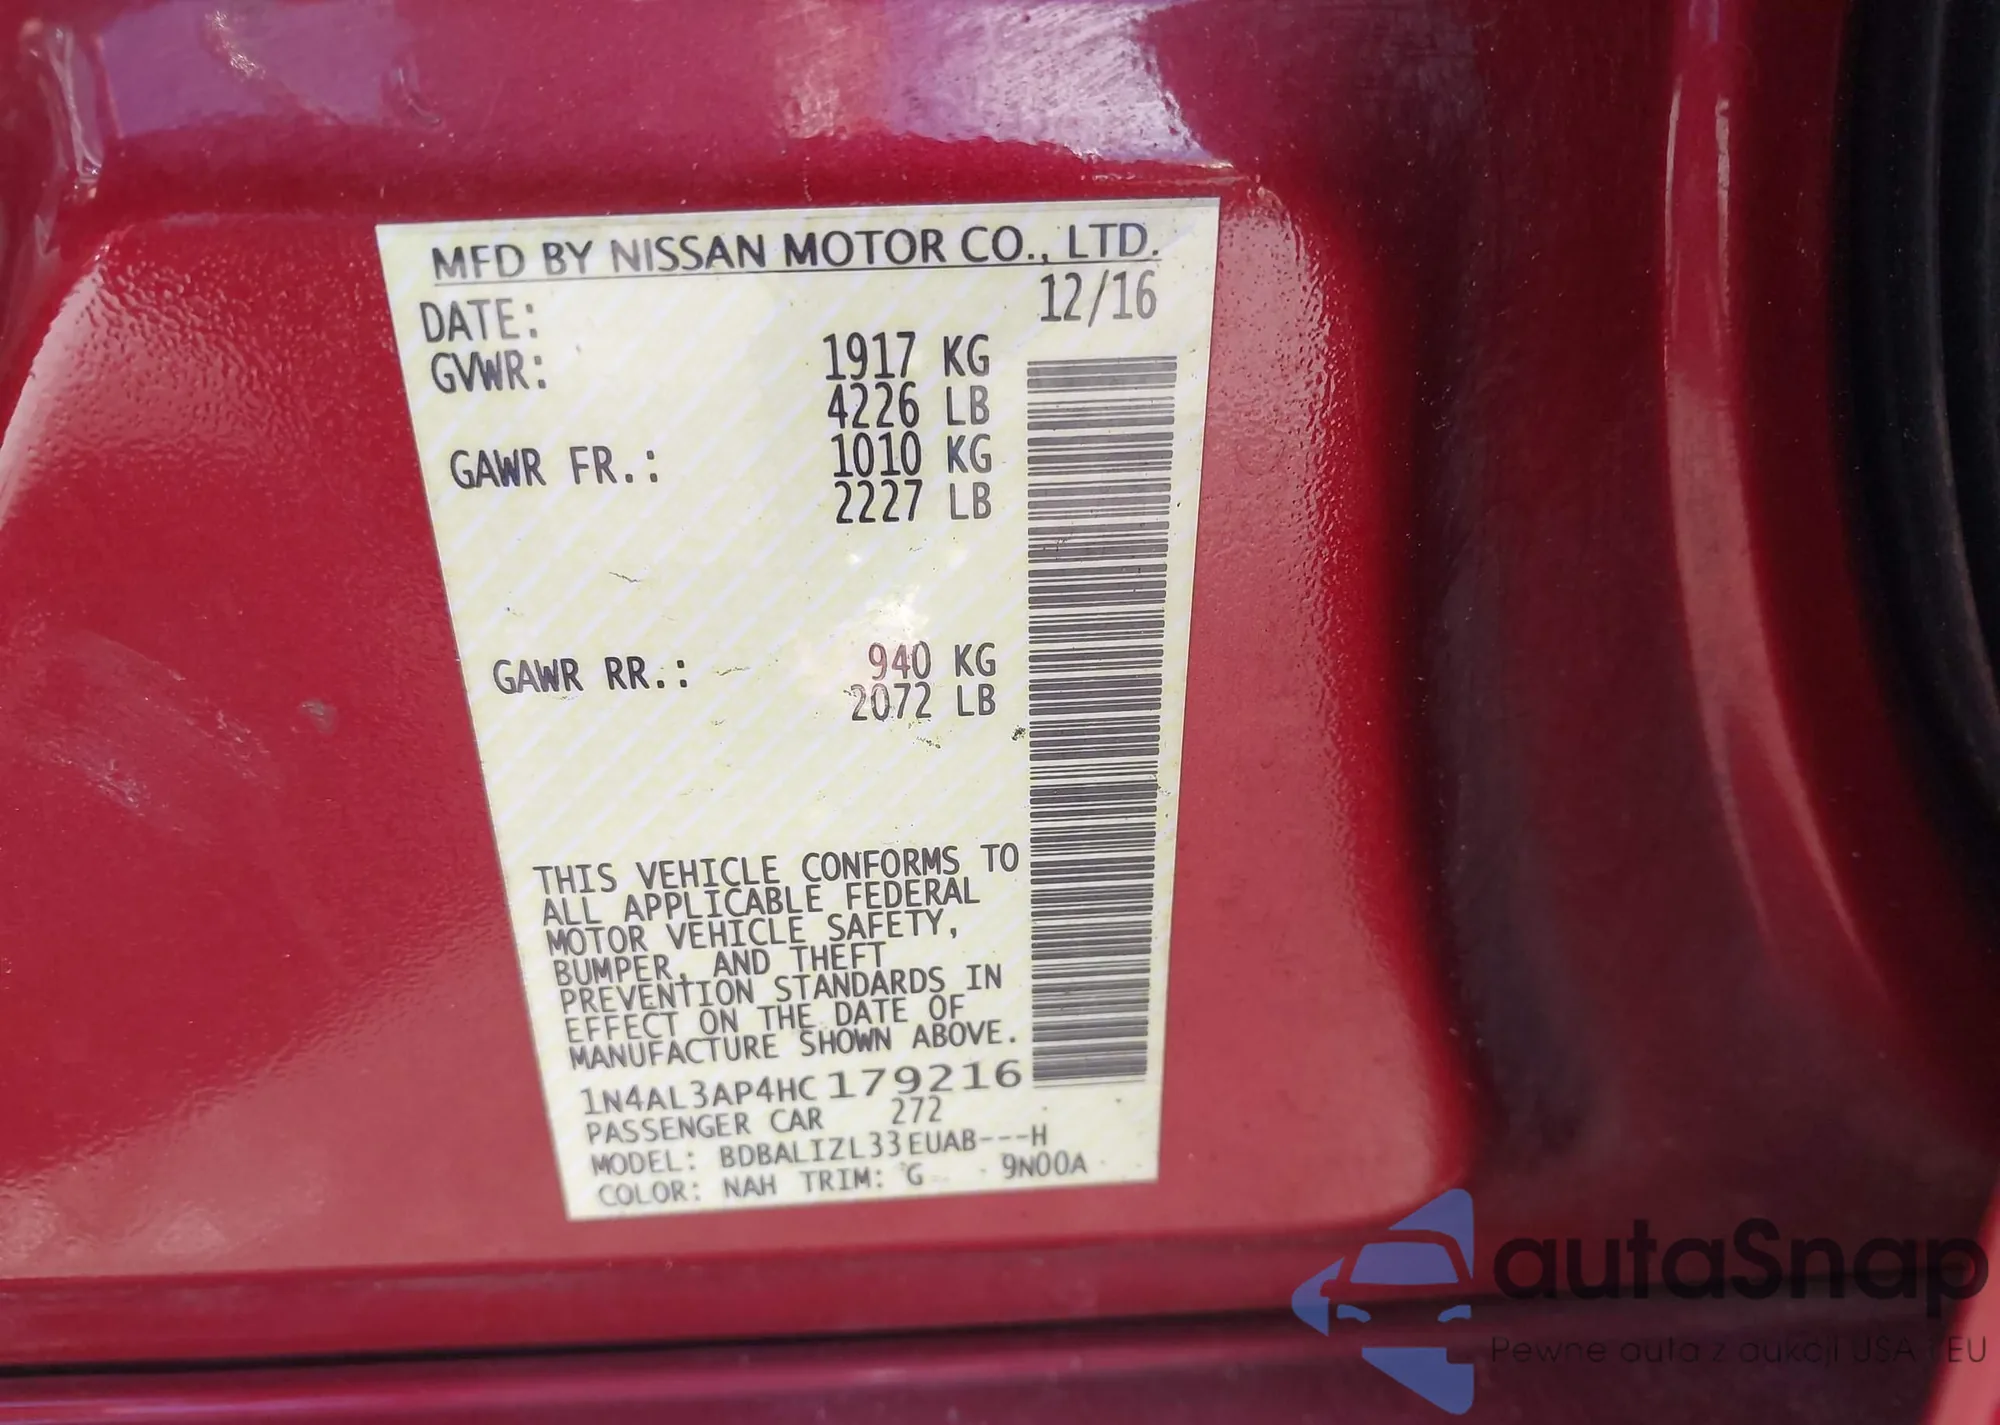 MFD BY NISSAN MOTOR CO., LTD.
DATE: 12/16
GVWR: 1917 KG
4226 LB
GAWR FR.: 1010 KG
2227 LB
GAWR RR.: 940 KG
2072 LB
THIS VEHICLE CONFORMS TO
ALL APPLICABLE FEDERAL
MOTOR VEHICLE SAFETY,
BUMPER, AND THEFT
PREVENTION STANDARDS IN
EFFECT ON THE DATE OF
MANUFACTURE SHOWN ABOVE.
1N4AL3AP4HC179216
PASSENGER CAR 272
MODEL: BDBALIZL33EUAB---H
COLOR: NAH TRIM: G 9N00A
autaSnap
Pewne auta z aukcji USA i EU